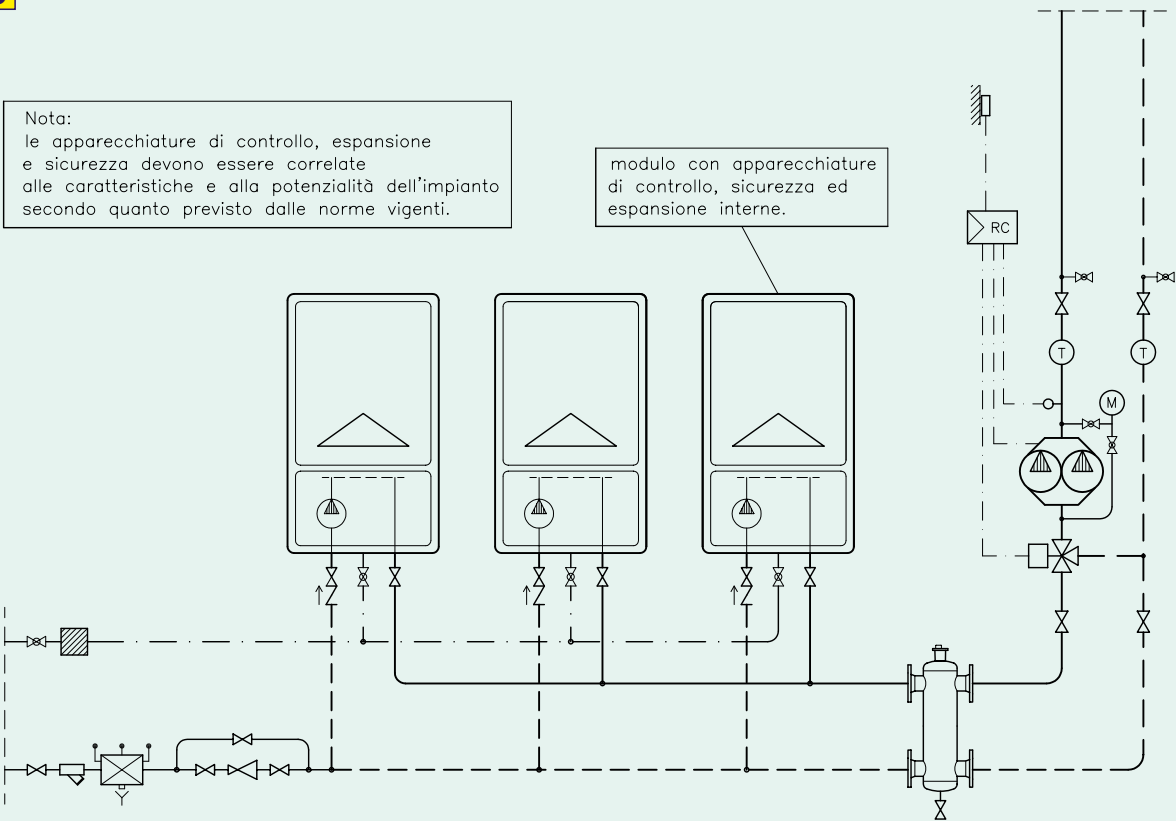 Nota:
le apparecchiature di controllo, espansione
e sicurezza devono essere correlate
alle caratteristiche e alla potenzialità dell'impianto
secondo quanto previsto dalle norme vigenti.
modulo con apparecchiature
di controllo, sicurezza ed
espansione interne.
RC
T
T
M